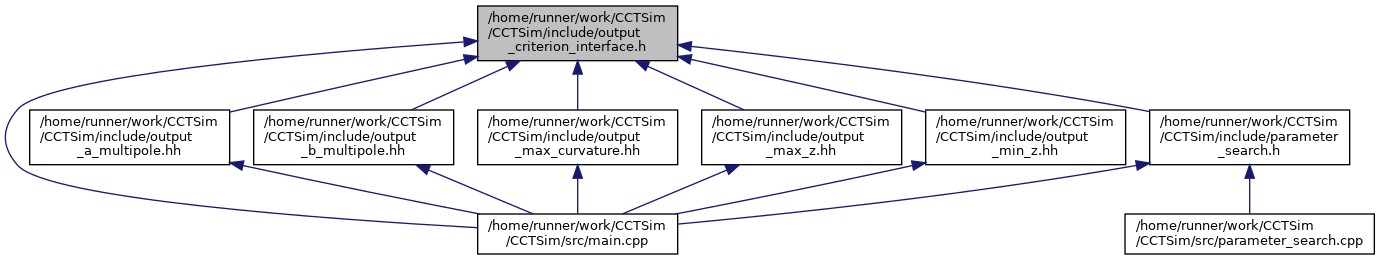 /home/runner/work/CCTSim
/CCTSim/include/output
_criterion_interface.h
/home/runner/work/CCTSim
/CCTSim/include/output
_a_multipole.hh
/home/runner/work/CCTSim
/CCTSim/include/output
_b_multipole.hh
/home/runner/work/CCTSim
/CCTSim/include/output
_max_curvature.hh
/home/runner/work/CCTSim
/CCTSim/include/output
_max_z.hh
/home/runner/work/CCTSim
/CCTSim/include/output
_min_z.hh
/home/runner/work/CCTSim
/CCTSim/include/parameter
_search.h
/home/runner/work/CCTSim
/CCTSim/src/main.cpp
/home/runner/work/CCTSim
/CCTSim/src/parameter_search.cpp